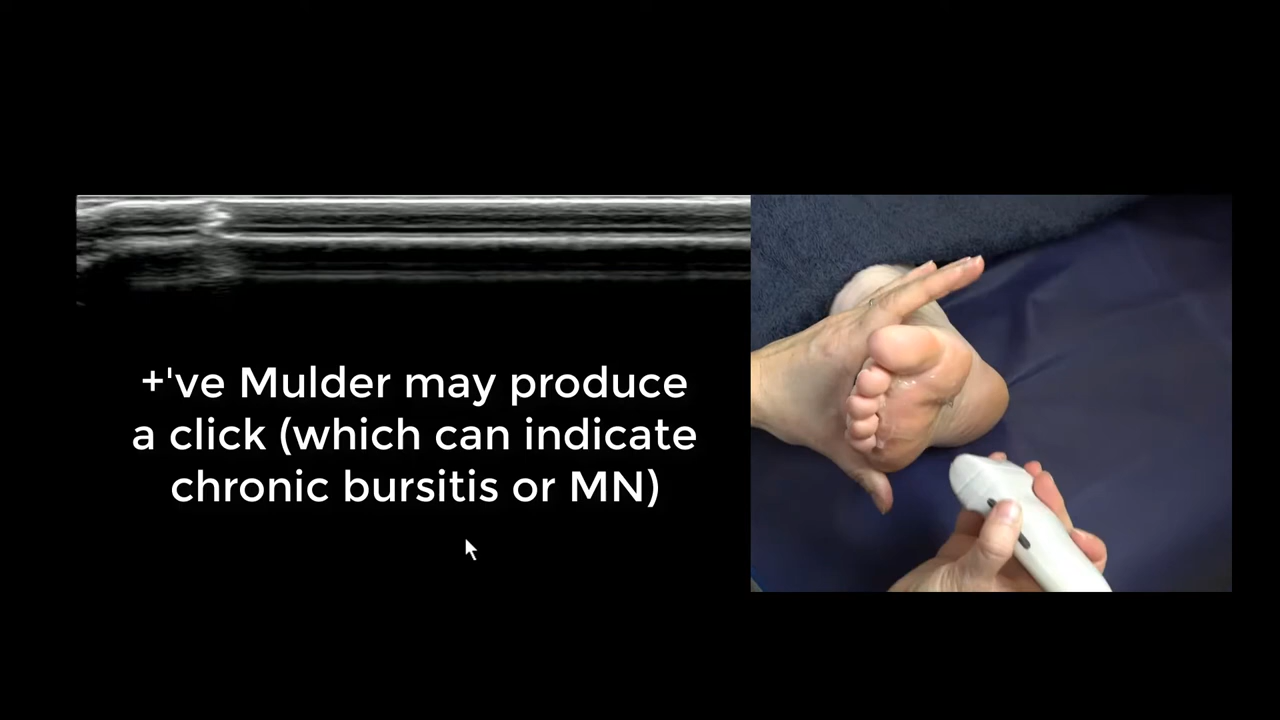 +'ve Mulder may produce
a click (which can indicate
chronic bursitis or MN)